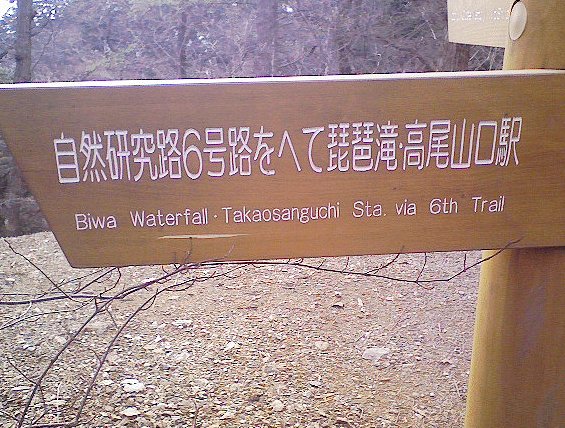 自然研究路6号路をへて琵琶滝・高尾山口駅
Biwa Waterfall・Takaosanguchi Sta. via 6th Trail